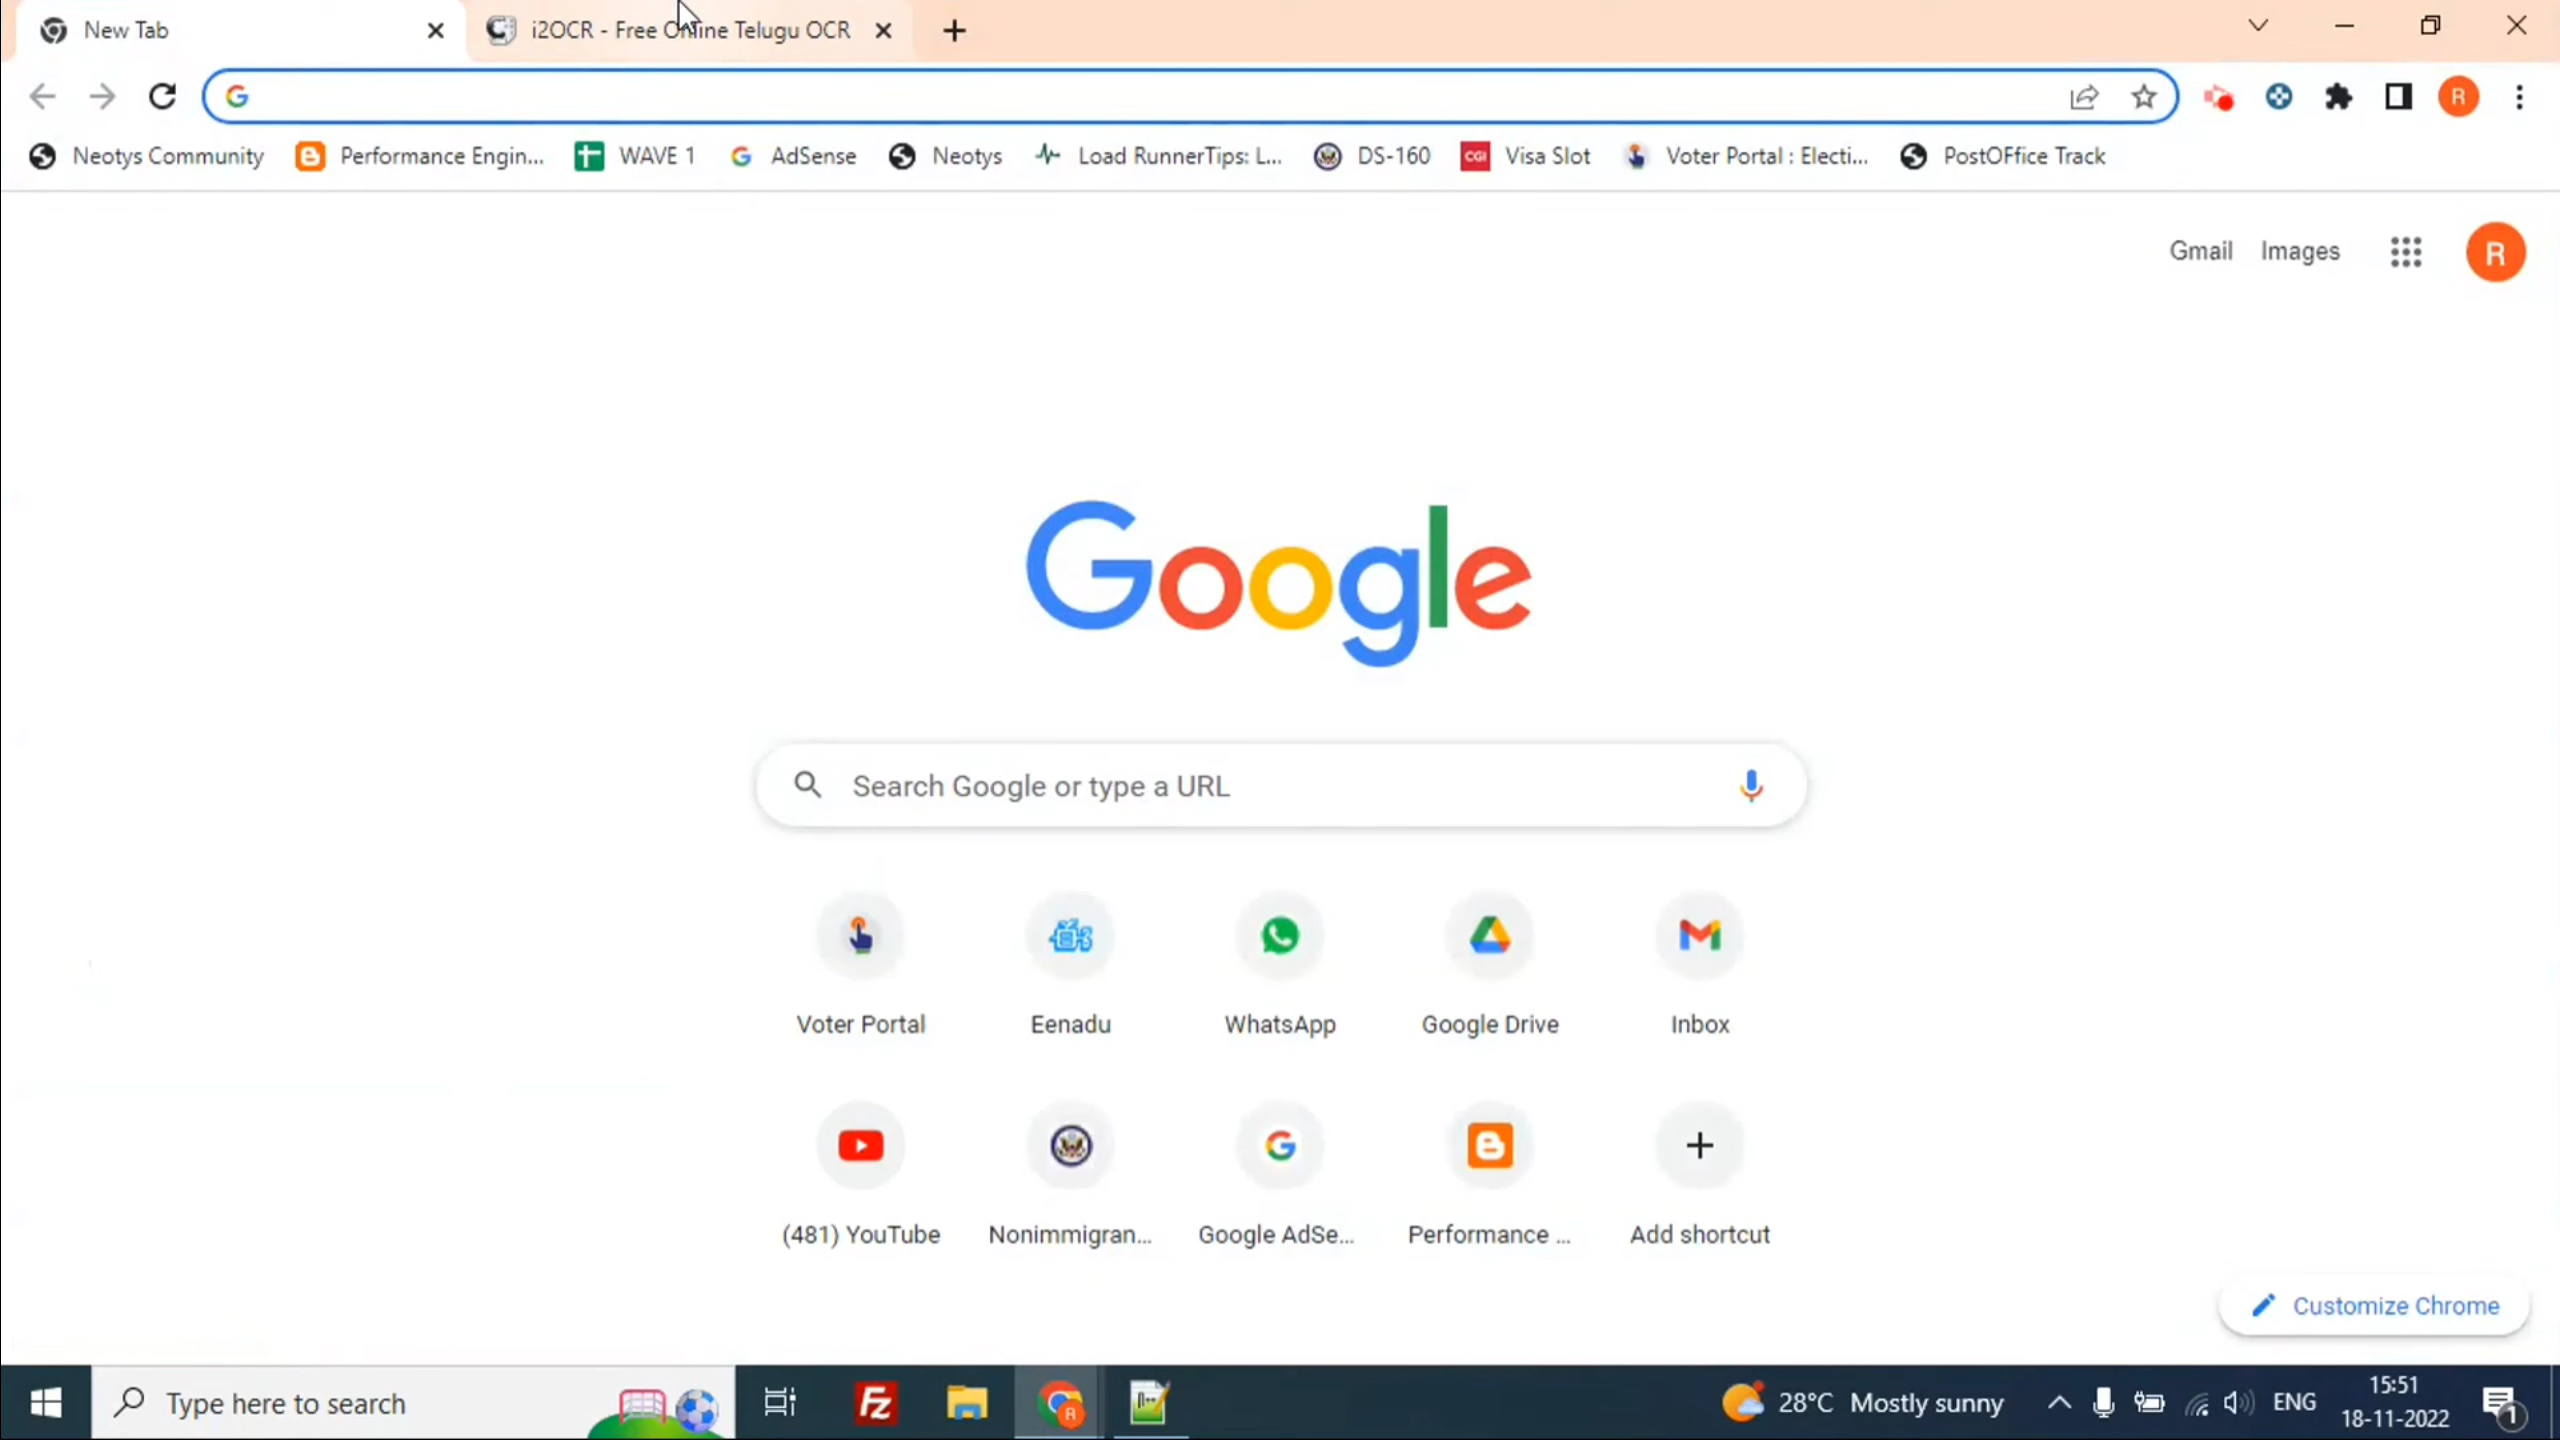 New Tab
i2OCR - Free Online Telugu OCR
Neotys Community
Performance Engin...
WAVE 1
AdSense
Neotys
Load RunnerTips: L...
DS-160
CGI
Visa Slot
Voter Portal : Electi...
PostOFfice Track
R
Gmail
Images
R
Google
Search Google or type a URL
Voter Portal
Eenadu
WhatsApp
Google Drive
Inbox
(481) YouTube
Nonimmigran...
Google AdSe...
Performance ...
Add shortcut
Customize Chrome
Type here to search
Fz
R
28°C Mostly sunny
ENG
15:51
18-11-2022
1